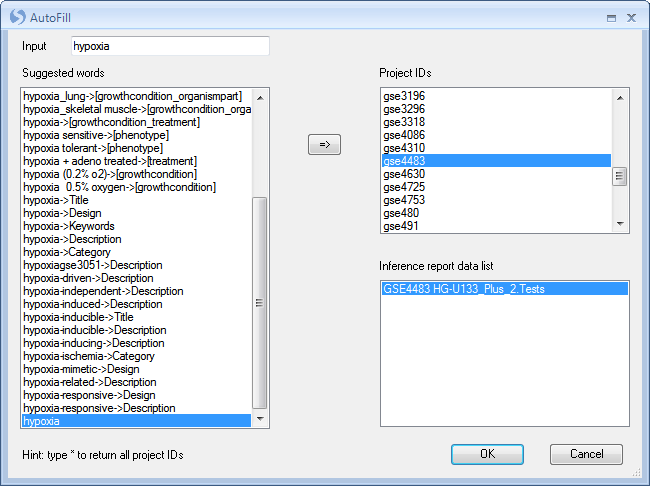 AutoFill
Input
hypoxia
Suggested words
hypoxia_lung->[growthcondition_organismpart]
hypoxia_skeletal muscle->[growthcondition_orga
hypoxia->[growthcondition_treatment]
hypoxia sensitive->[phenotype]
hypoxia tolerant->[phenotype]
hypoxia + adeno treated->[treatment]
hypoxia (0.2% o2)->[growthcondition]
hypoxia  0.5% oxygen->[growthcondition]
hypoxia->Title
hypoxia->Design
hypoxia->Keywords
hypoxia->Description
hypoxia->Category
hypoxiagse3051->Description
hypoxia-driven->Description
hypoxia-independent->Description
hypoxia-induced->Description
hypoxia-inducible->Title
hypoxia-inducible->Description
hypoxia-inducing->Description
hypoxia-ischemia->Category
hypoxia-mimetic->Design
hypoxia-related->Description
hypoxia-responsive->Design
hypoxia-responsive->Description
hypoxia
Hint: type * to return all project IDs
=>
Project IDs
gse3196
gse3296
gse3318
gse4086
gse4310
gse4483
gse4630
gse4725
gse4753
gse480
gse491
Inference report data list
GSE4483 HG-U133_Plus_2.Tests
OK
Cancel